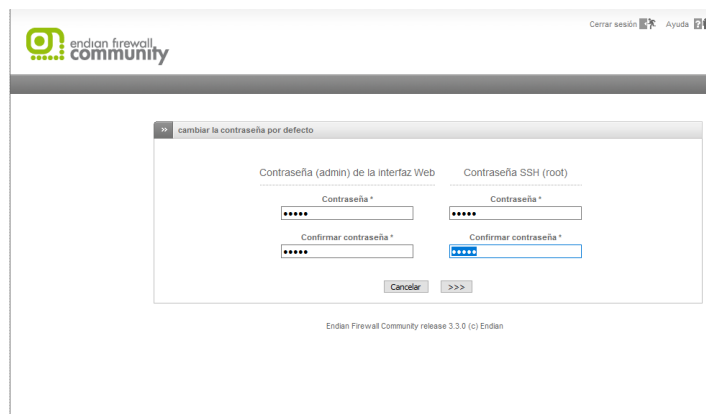 Cerrar sesión Ayuda
endian firewall
community
>> cambiar la contraseña por defecto
Contraseña (admin) de la interfaz Web Contraseña SSH (root)
Contraseña * Contraseña *
••••• •••••
Confirmar contraseña * Confirmar contraseña *
••••• •••••
Cancelar >>>
Endian Firewall Community release 3.3.0 (c) Endian